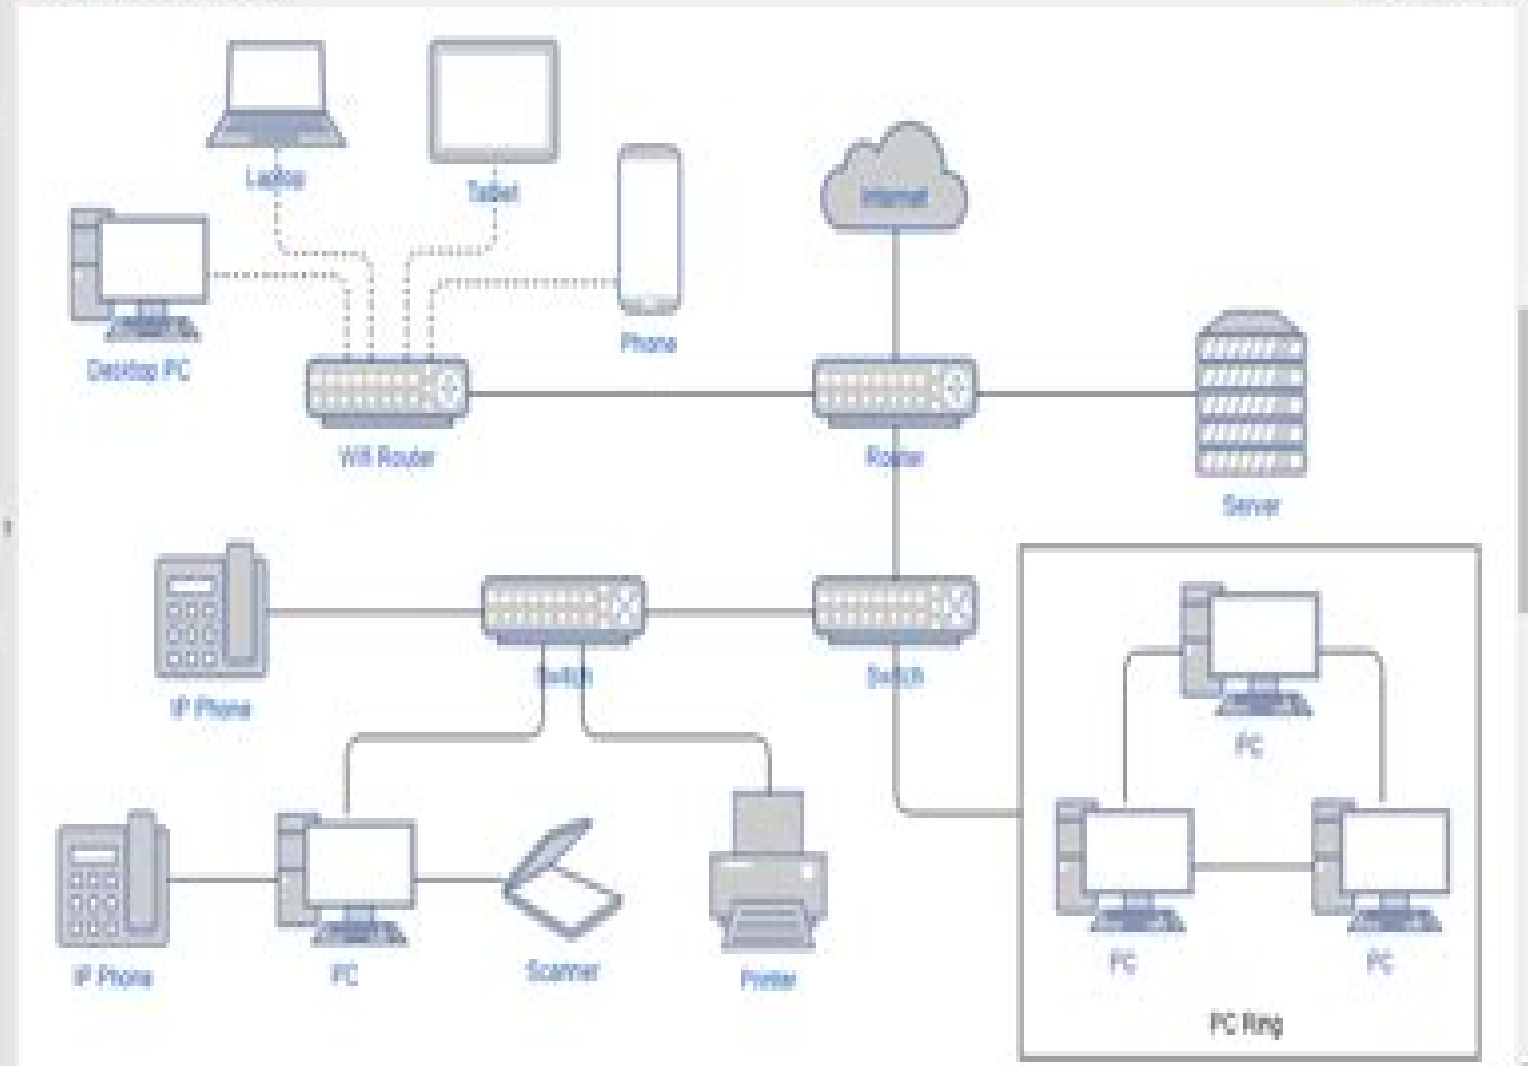 Laptop
Tablet
Internet
Phone
Desktop PC
Wifi Router
Router
Server
Switch
Switch
IP Phone
PC
IP Phone
PC
Scanner
Printer
PC
PC
PC Ring